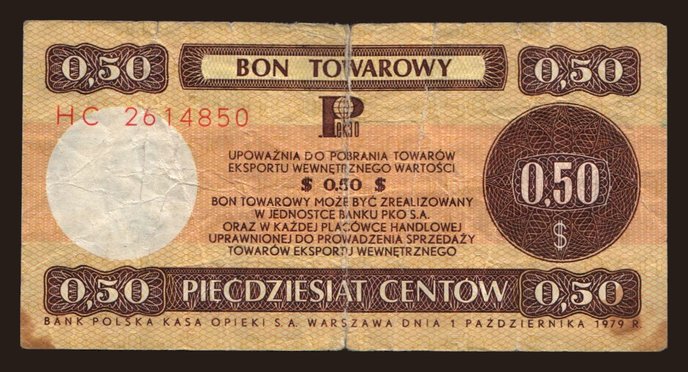 0,50 BON TOWAROWY 0,50
HC 2614850
PKO
UPOWAŻNIA DO POBRANIA TOWARÓW
EKSPORTU WEWNĘTRZNEGO WARTOŚCI
$ 0.50 $
BON TOWAROWY MOŻE BYĆ ZREALIZOWANY
W JEDNOSTCE BANKU PKO S.A.
ORAZ W KAŻDEJ PLACÓWCE HANDLOWEJ
UPRAWNIONEJ DO PROWADZENIA SPRZEDAŻY
TOWARÓW EKSPORTU WEWNĘTRZNEGO
0,50
$
0,50 PIĘĆDZIESIĄT CENTÓW 0,50
BANK POLSKA KASA OPIEKI S.A. WARSZAWA DNIA 1 PAŹDZIERNIKA 1979 R.